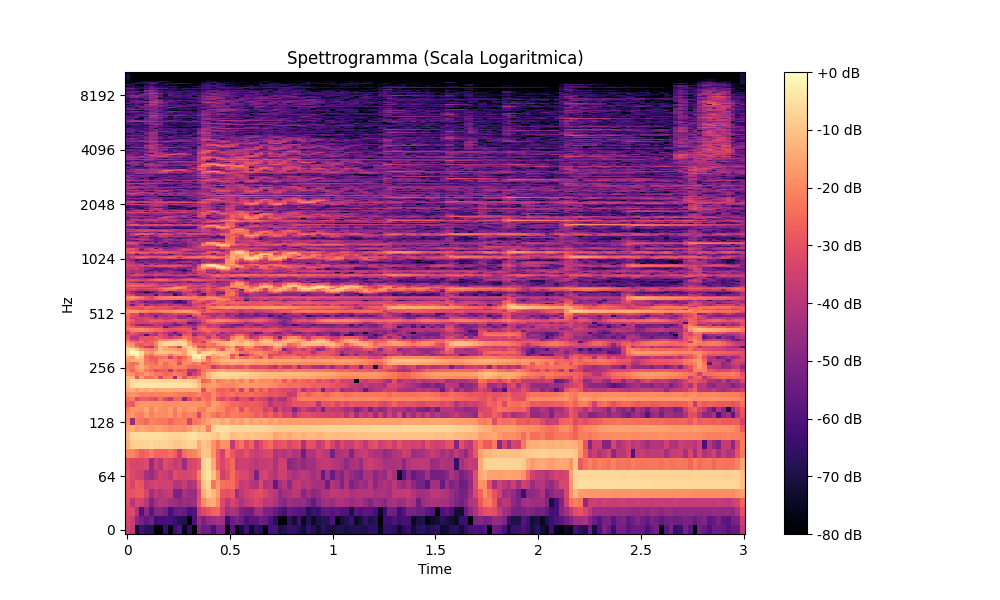 Spettrogramma (Scala Logaritmica)
Hz
8192
4096
2048
1024
512
256
128
64
0
0
0.5
1
1.5
2
2.5
3
Time
+0 dB
-10 dB
-20 dB
-30 dB
-40 dB
-50 dB
-60 dB
-70 dB
-80 dB